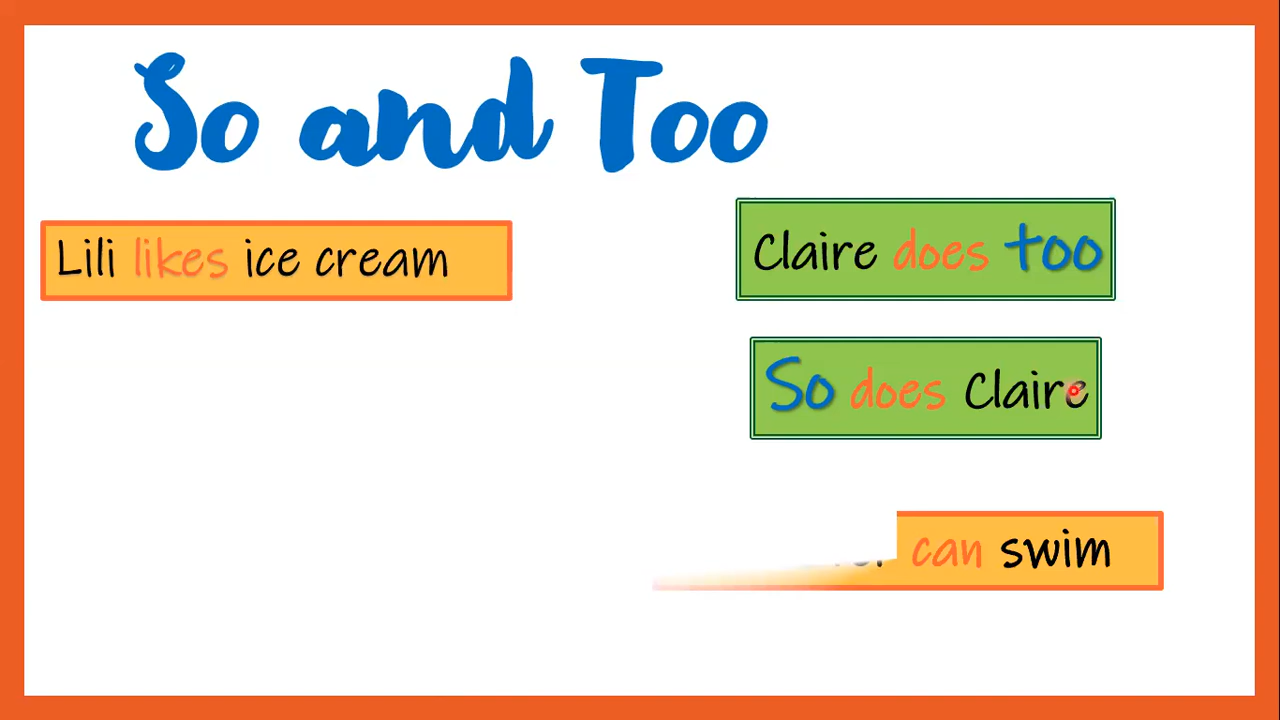 So and Too
Lili likes ice cream
Claire does too
So does Claire
can swim